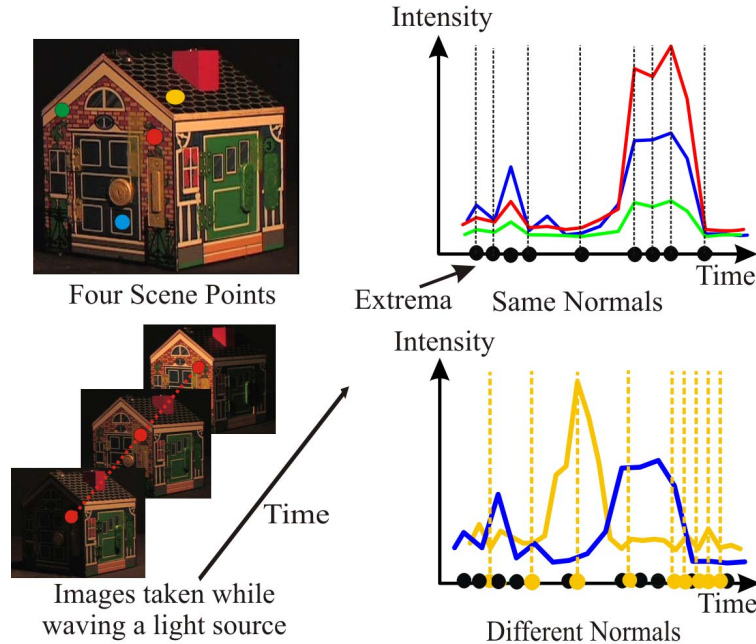 Four Scene Points
Intensity
Time
Extrema
Same Normals
Time
Images taken while
waving a light source
Intensity
Time
Different Normals